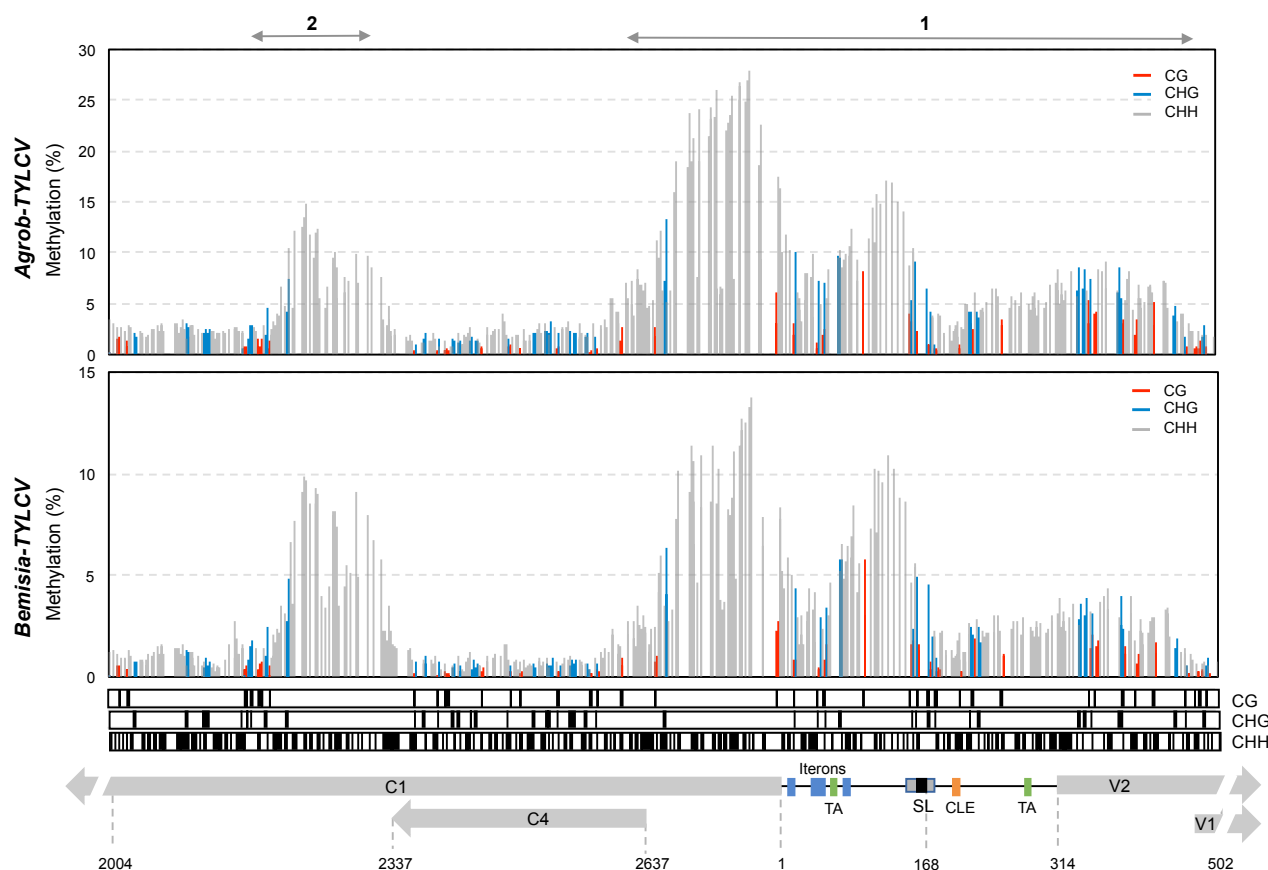 2
1
Agrob-TYLCV
Methylation (%)
30
25
20
15
10
5
0
CG
CHG
CHH
Bemisia-TYLCV
Methylation (%)
15
10
5
0
CG
CHG
CHH
CG
CHG
CHH
C1
Iterons
TA
SL
CLE
TA
V2
C4
V1
2004
2337
2637
1
168
314
502